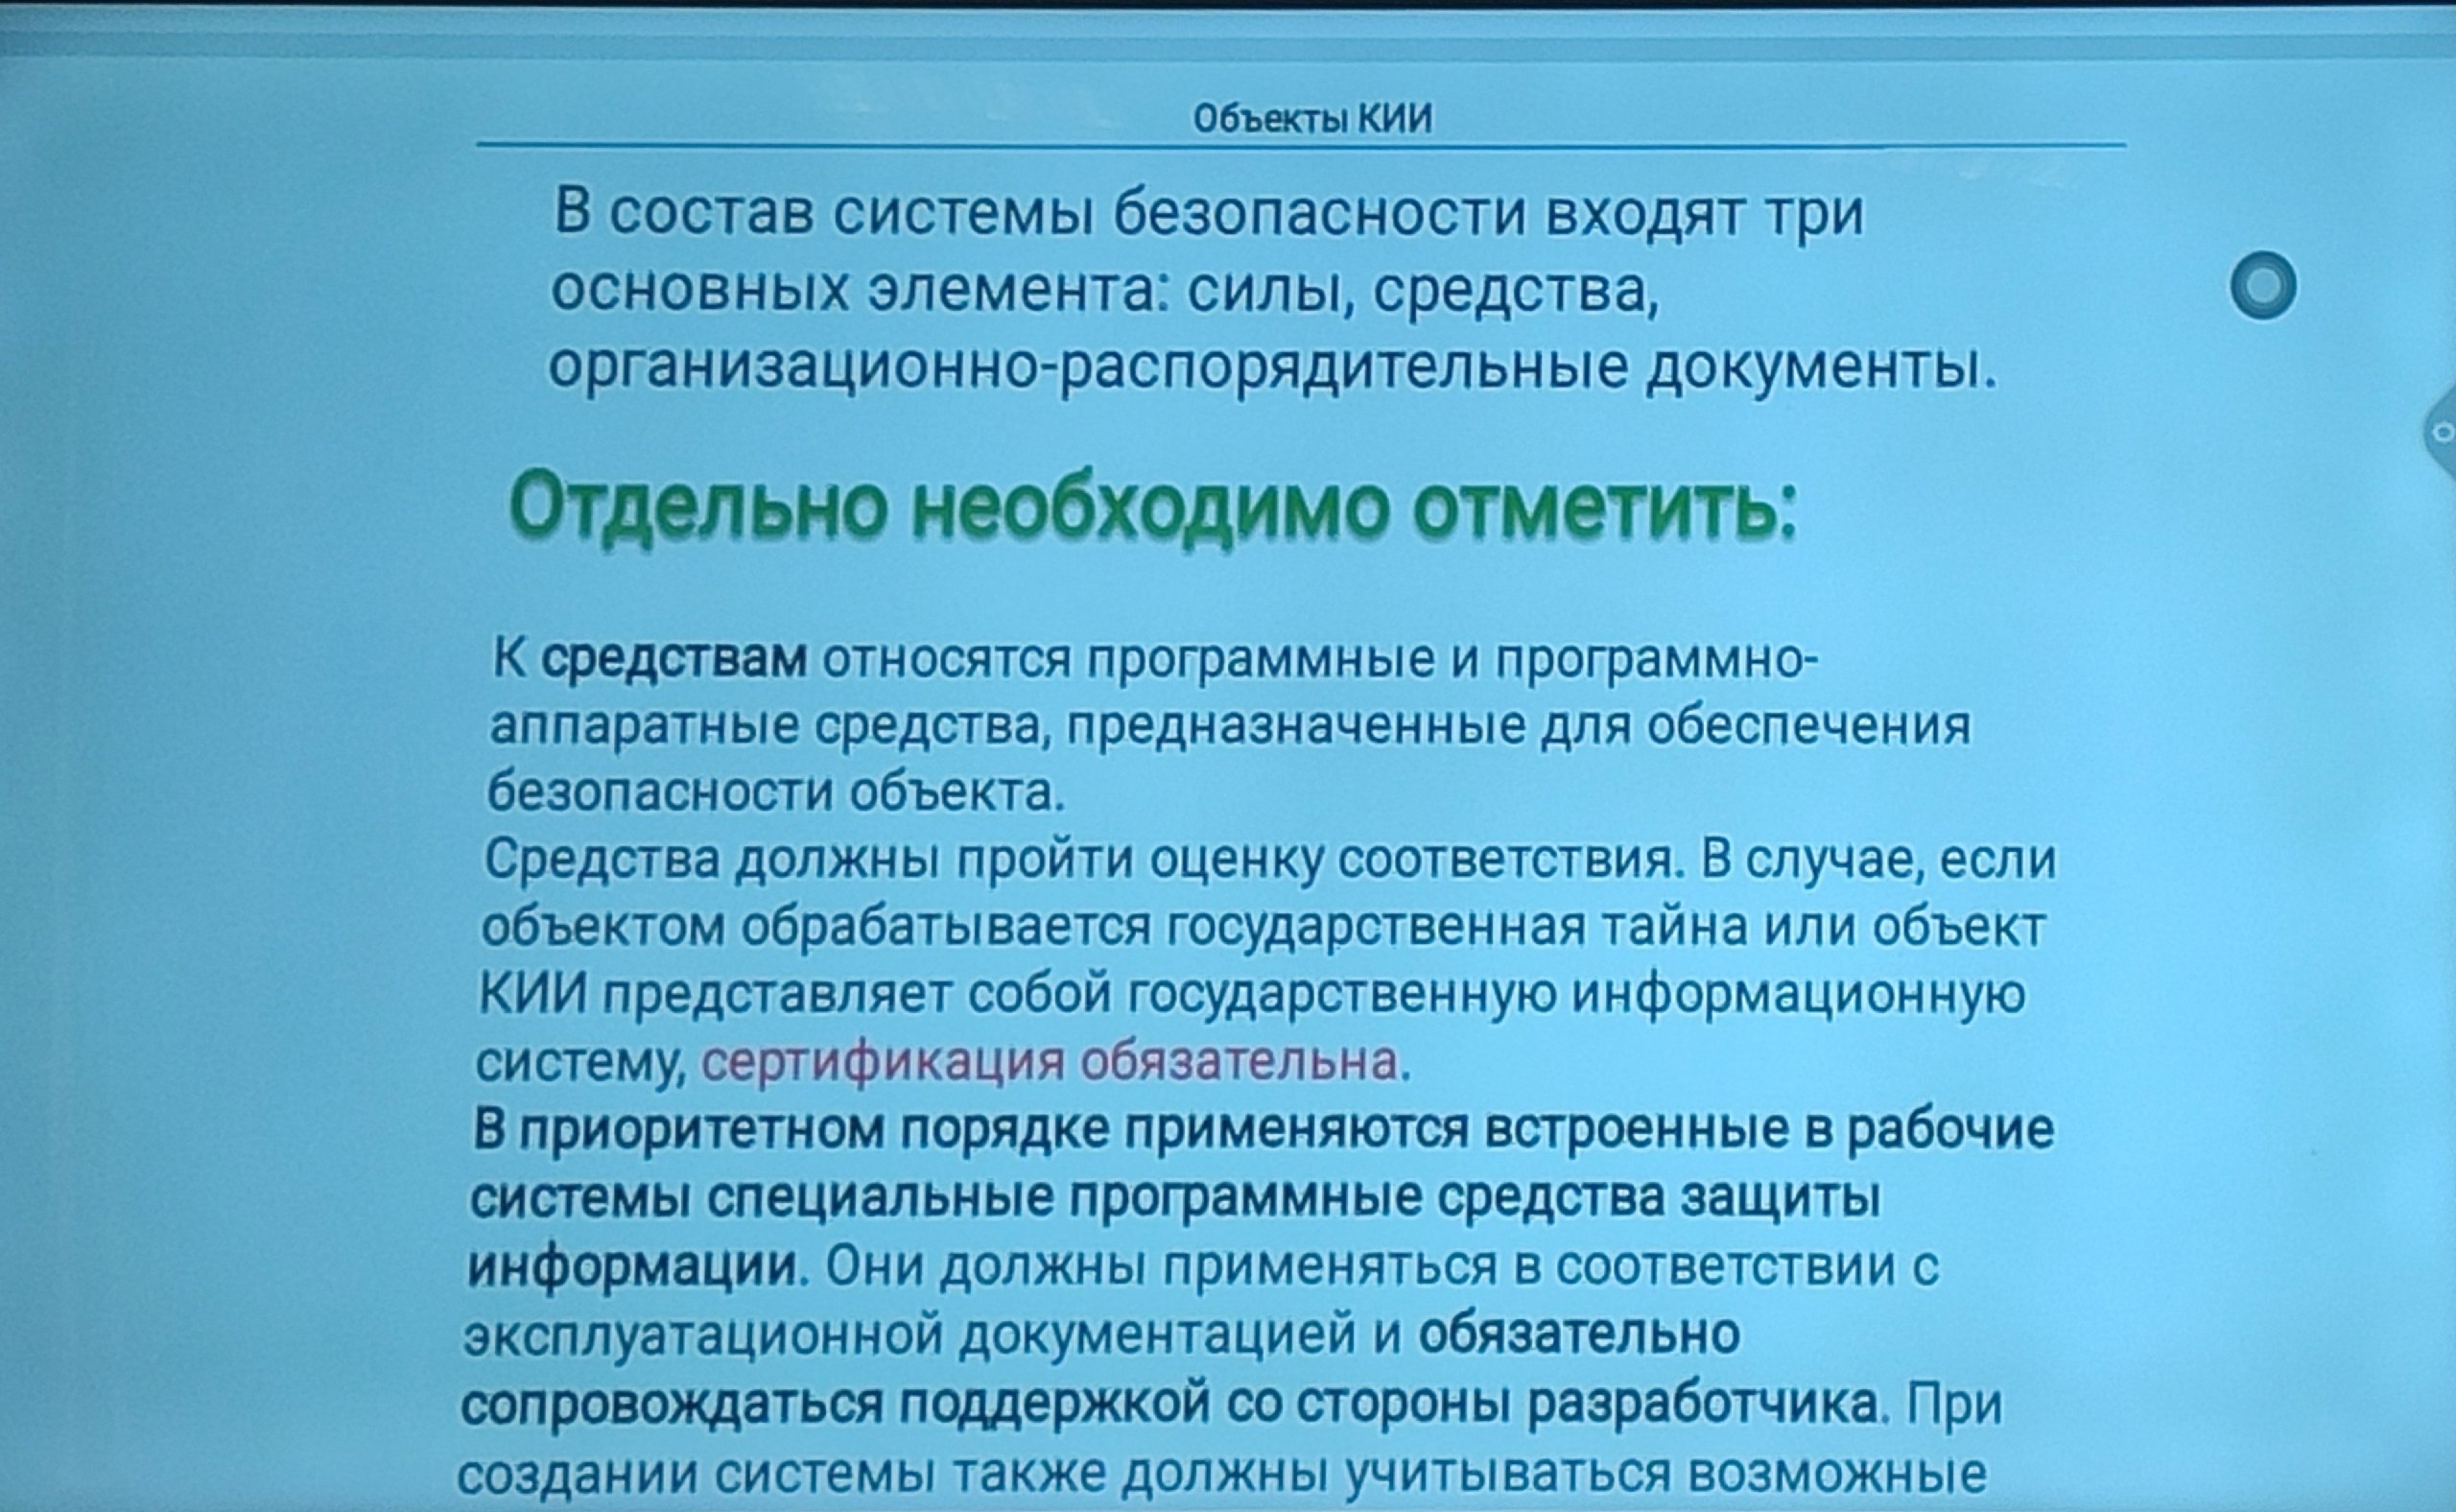 Объекты КИИ
В состав системы безопасности входят три
основных элемента: силы, средства,
организационно-распорядительные документы.
Отдельно необходимо отметить:
К средствам относятся программные и программно-
аппаратные средства, предназначенные для обеспечения
безопасности объекта.
Средства должны пройти оценку соответствия. В случае, если
объектом обрабатывается государственная тайна или объект
КИИ представляет собой государственную информационную
систему, сертификация обязательна.
В приоритетном порядке применяются встроенные в рабочие
системы специальные программные средства защиты
информации. Они должны применяться в соответствии с
эксплуатационной документацией и обязательно
сопровождаться поддержкой со стороны разработчика. При
создании системы также должны учитываться возможные